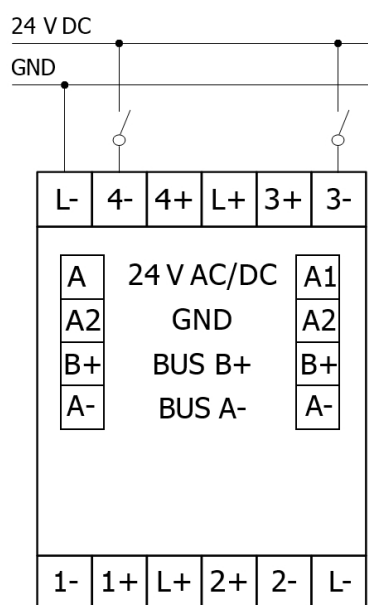 24 V DC
GND
L- 4- 4+ L+ 3+ 3-
A 24 V AC/DC A1
A2 GND A2
B+ BUS B+ B+
A- BUS A- A-
1- 1+ L+ 2+ 2- L-